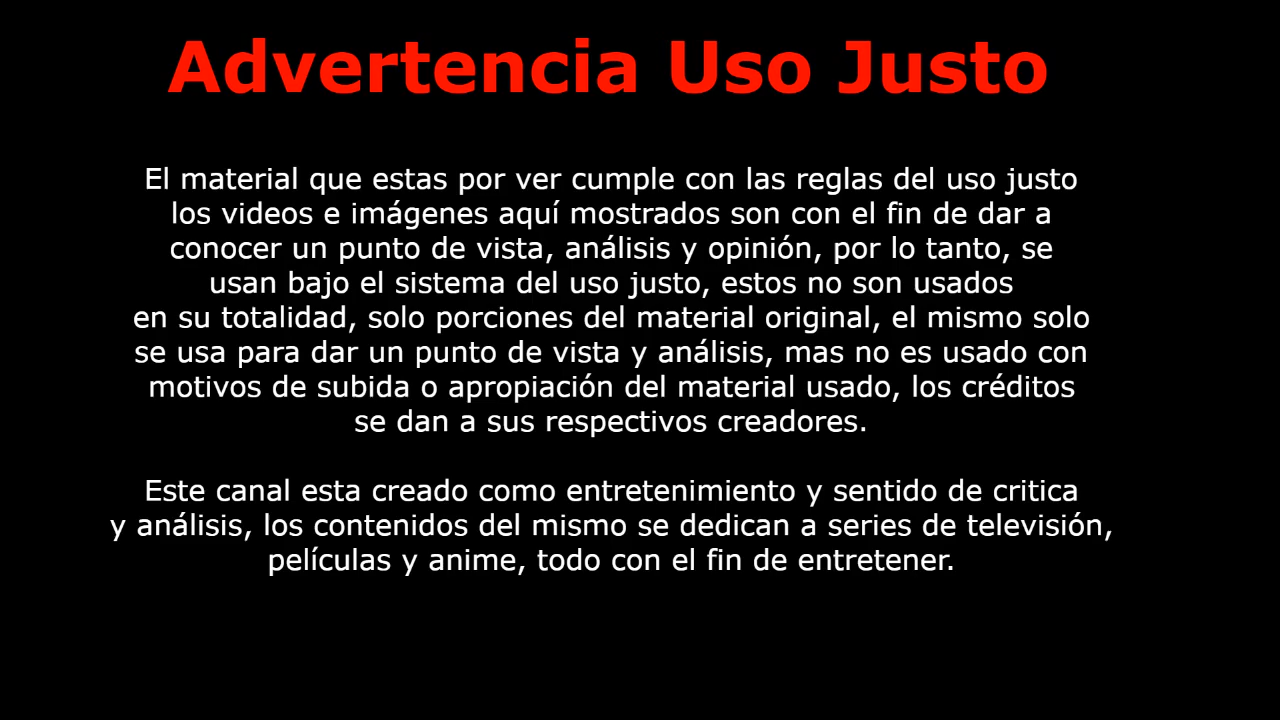 Advertencia Uso Justo
El material que estas por ver cumple con las reglas del uso justo
los videos e imágenes aquí mostrados son con el fin de dar a
conocer un punto de vista, análisis y opinión, por lo tanto, se
usan bajo el sistema del uso justo, estos no son usados
en su totalidad, solo porciones del material original, el mismo solo
se usa para dar un punto de vista y análisis, mas no es usado con
motivos de subida o apropiación del material usado, los créditos
se dan a sus respectivos creadores.
Este canal esta creado como entretenimiento y sentido de critica
y análisis, los contenidos del mismo se dedican a series de televisión,
películas y anime, todo con el fin de entretener.